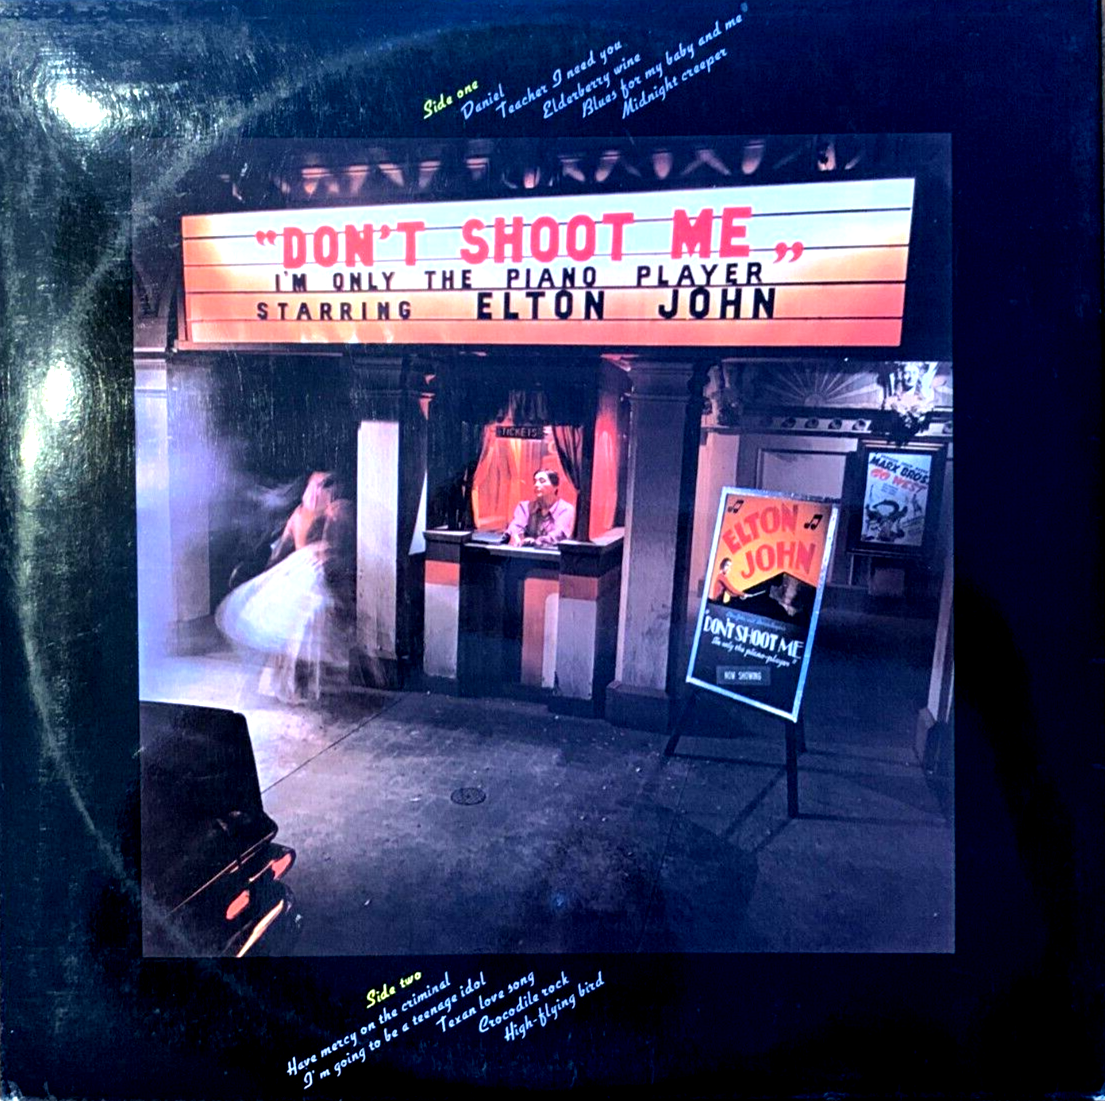 Side one
Daniel
Teacher I need you
Elderberry wine
Blues for my baby and me
Midnight creeper
"DON'T SHOOT ME„
I'M ONLY THE PIANO PLAYER
STARRING ELTON JOHN
TICKETS
MARX BROS
GO WEST
ELTON
JOHN
"DON'T SHOOT ME
I'm only the piano-player"
NOW SHOWING
Side two
Have mercy on the criminal
I'm going to be a teenage idol
Texan love song
Crocodile rock
High-flying bird